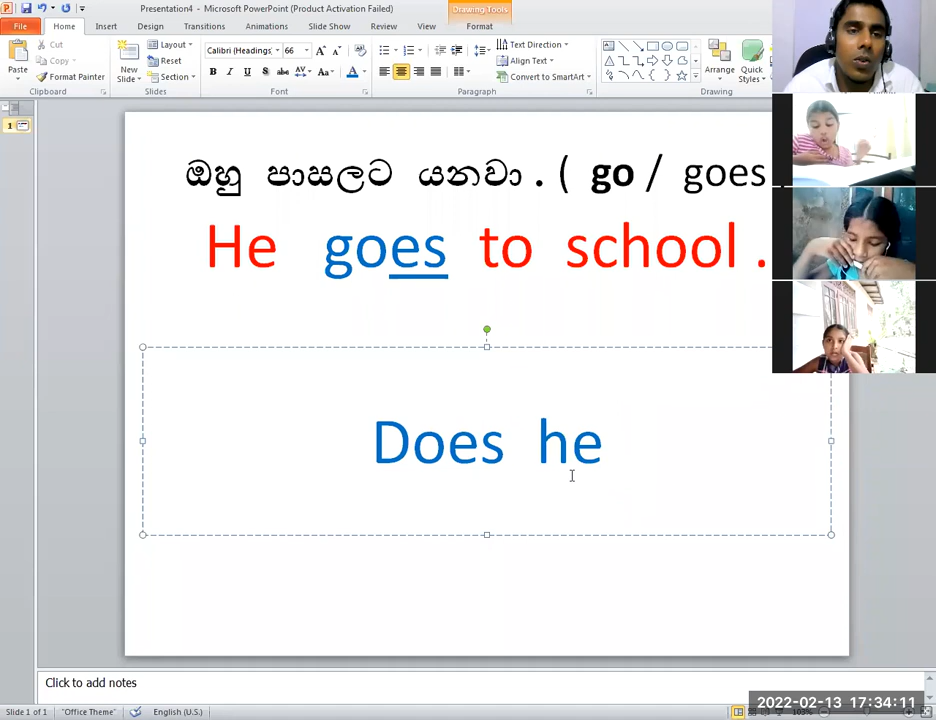 Presentation4 - Microsoft PowerPoint (Product Activation Failed)
Drawing Tools
File Home Insert Design Transitions Animations Slide Show Review View Format
Paste
Cut
Copy
Format Painter
Clipboard
New Slide
Layout
Reset
Section
Slides
Calibri (Headings) 66
Font
Text Direction
Align Text
Convert to SmartArt
Paragraph
Arrange
Quick Styles
Drawing
1
ඔහු පාසලට යනවා . ( go / goes
He goes to school .
Does he
Click to add notes
Slide 1 of 1 "Office Theme" English (U.S.)
103%
2022-02-13 17:34:11